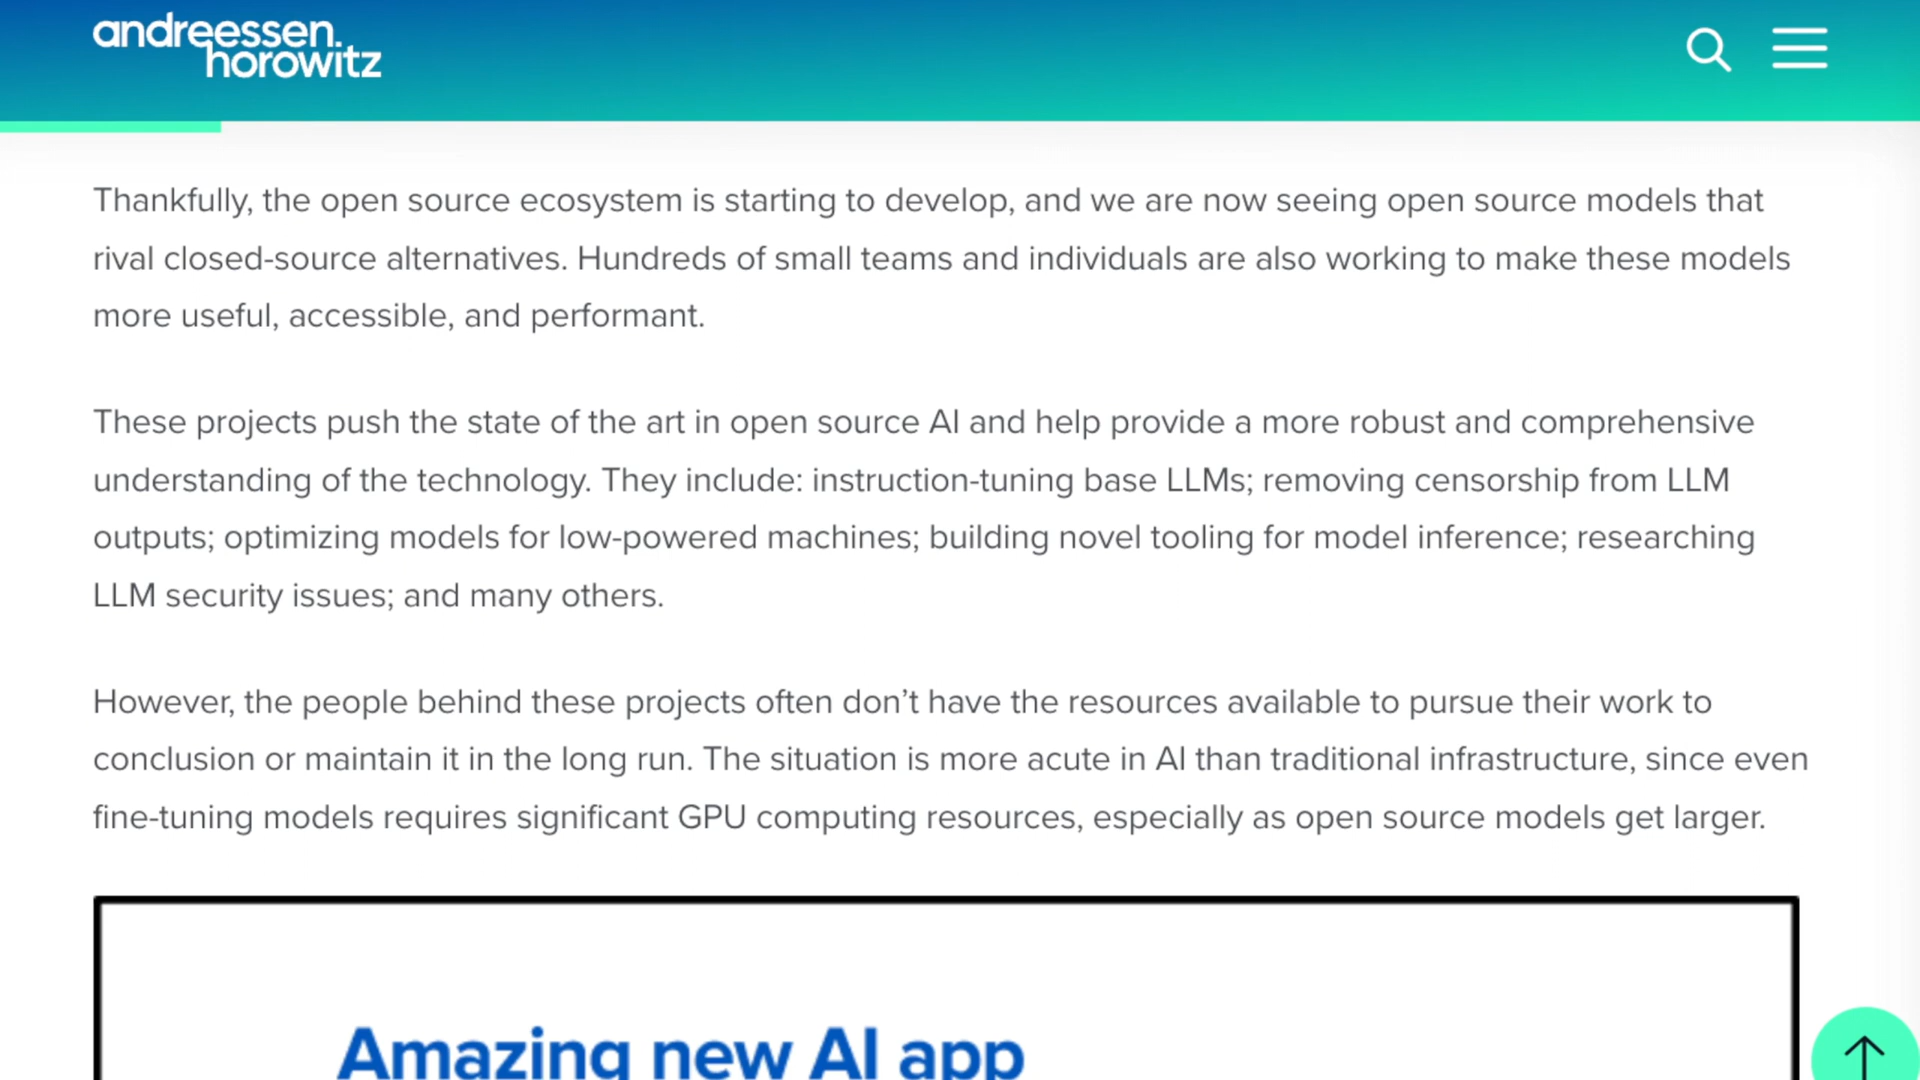 andreessen.
horowitz
Thankfully, the open source ecosystem is starting to develop, and we are now seeing open source models that
rival closed-source alternatives. Hundreds of small teams and individuals are also working to make these models
more useful, accessible, and performant.
These projects push the state of the art in open source AI and help provide a more robust and comprehensive
understanding of the technology. They include: instruction-tuning base LLMs; removing censorship from LLM
outputs; optimizing models for low-powered machines; building novel tooling for model inference; researching
LLM security issues; and many others.
However, the people behind these projects often don’t have the resources available to pursue their work to
conclusion or maintain it in the long run. The situation is more acute in AI than traditional infrastructure, since even
fine-tuning models requires significant GPU computing resources, especially as open source models get larger.
Amazing new AI app